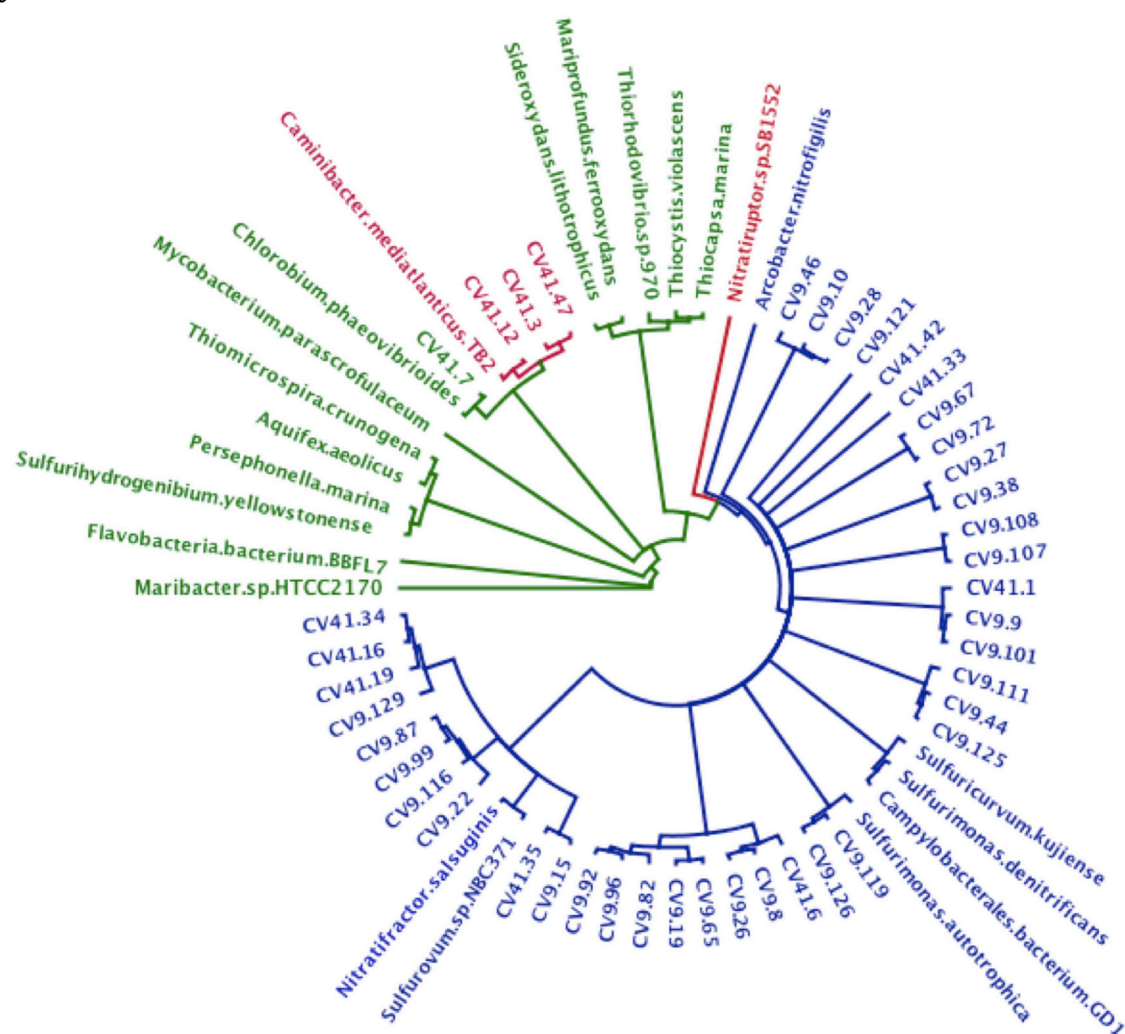 Maribacter.sp.HTCC2170
Flavobacteria.bacterium.BBFL7
Sulfurihydrogenibium.yellowstonense
Persephonella.marina
Aquifex.aeolicus
Thiomicrospira.crunogena
Mycobacterium.parascrofulaceum
Chlorobium.phaeovibrioides
CV41.7
Caminibacter.mediatlanticus.TB2
CV41.12
CV41.3
CV41.47
Sideroxydans.lithotrophicus
Mariprofundus.ferrooxydans
Thiorhodovibrio.sp.970
Thiocystis.violascens
Thiocapsa.marina
Nitratiruptor.sp.SB1552
Arcobacter.nitrofigilis
CV9.46
CV9.10
CV9.28
CV9.121
CV41.42
CV41.33
CV9.67
CV9.72
CV9.27
CV9.38
CV9.108
CV9.107
CV41.1
CV9.9
CV9.101
CV9.111
CV9.44
CV9.125
Sulfuricurvum.kujiense
Sulfurimonas.denitrificans
Campylobacterales.bacterium.GD1
Sulfurimonas.autotrophica
CV9.119
CV9.126
CV41.6
CV9.8
CV9.26
CV9.65
CV9.19
CV9.82
CV9.96
CV9.92
CV9.15
CV41.35
Sulfurovum.sp.NBC371
Nitratifractor.salsuginis
CV9.22
CV9.116
CV9.99
CV9.87
CV9.129
CV41.19
CV41.16
CV41.34